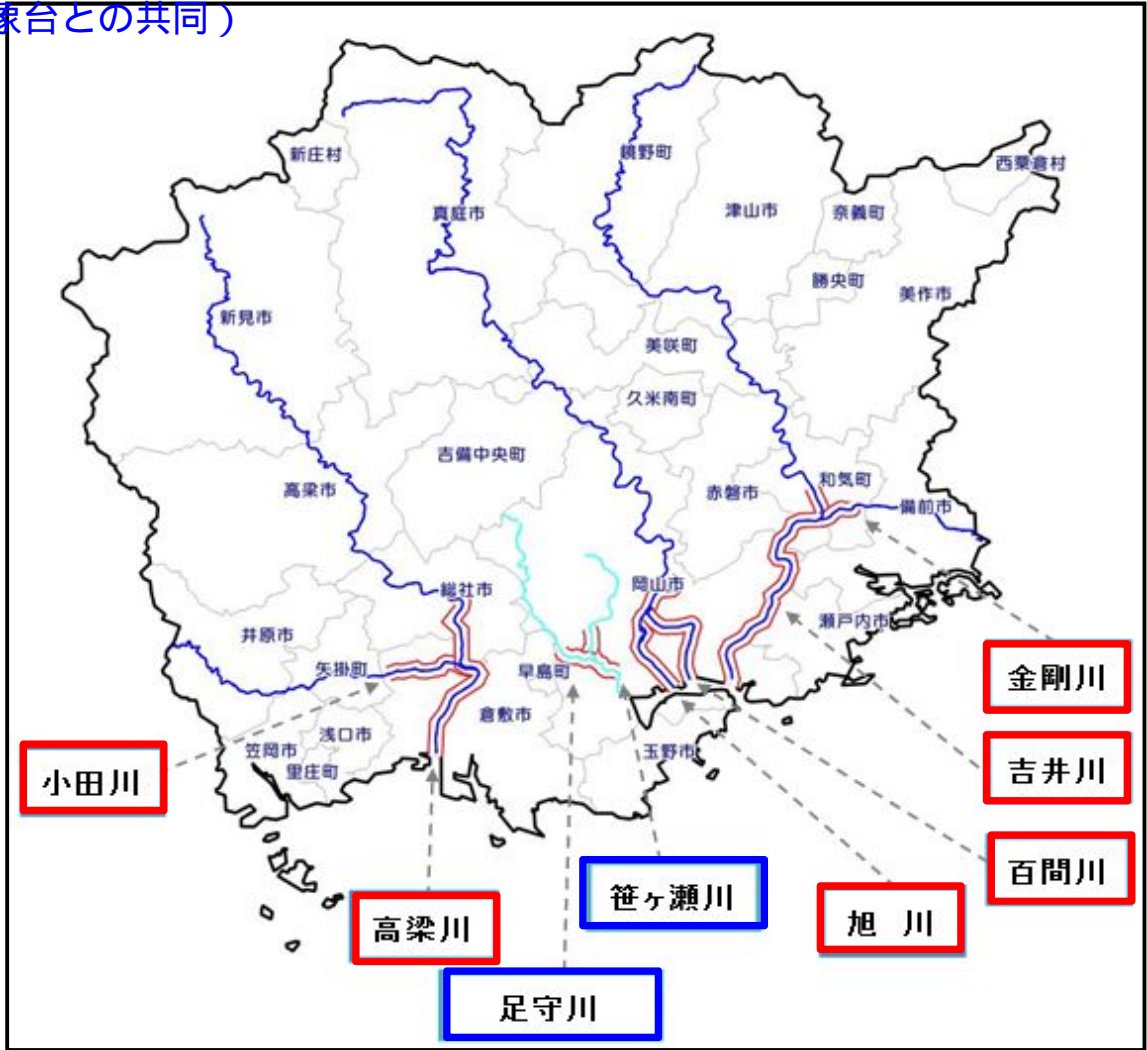 象台との共同)
新庄村
鏡野町
西粟倉村
真庭市
津山市
奈義町
勝央町
美作市
新見市
美咲町
久米南町
吉備中央町
高梁市
赤磐市
和気町
備前市
総社市
岡山市
瀬戸内市
井原市
矢掛町
早島町
倉敷市
浅口市
笠岡市
里庄町
玉野市
金剛川
吉井川
小田川
百間川
笹ヶ瀬川
旭 川
高梁川
足守川